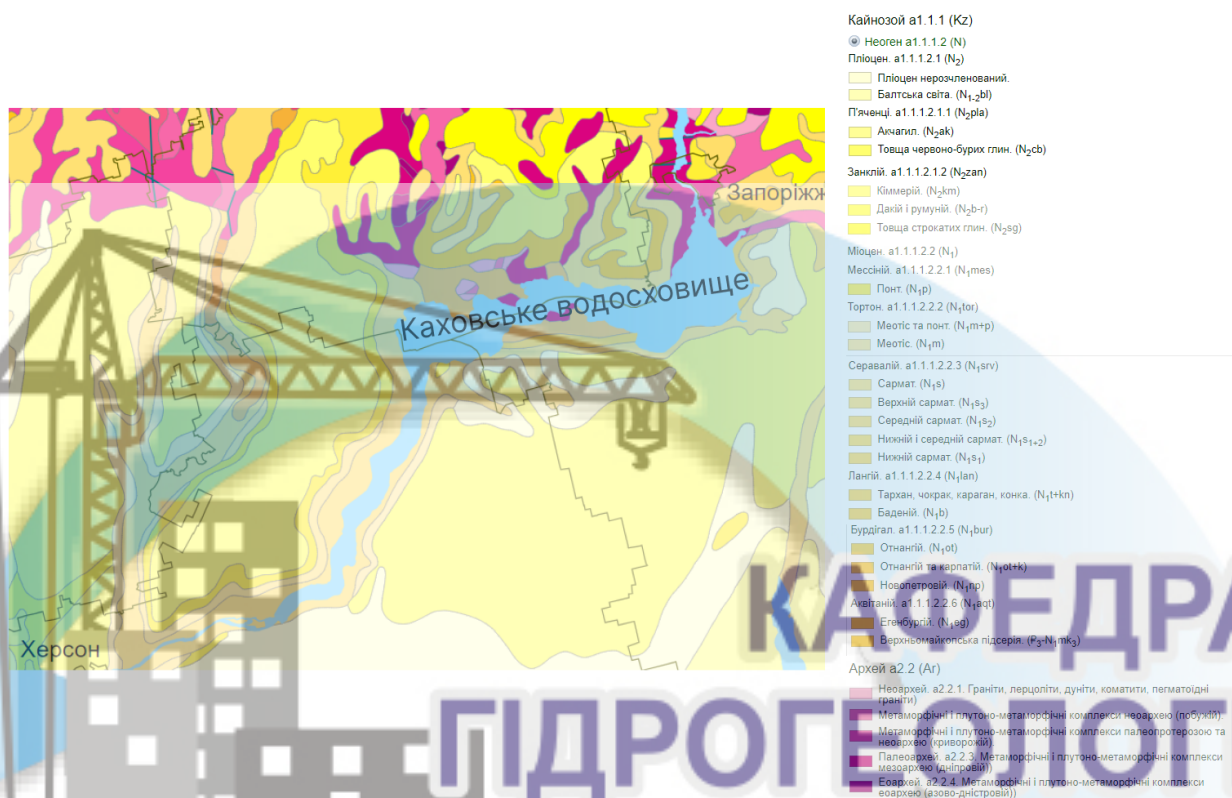 Кайнозой а1.1.1 (Kz)
Неоген а1.1.1.2 (N)
Пліоцен. а1.1.1.2.1 (N2)
Пліоцен нерозчленований.
Балтська світа. (N1-2bl)
П'яченці. а1.1.1.2.1.1 (N2pla)
Акчагил. (N2ak)
Товща червоно-бурих глин. (N2cb)
Занклій. а1.1.1.2.1.2 (N2zan)
Кіммерій. (N2km)
Дакій і румуній. (N2b-r)
Товща строкатих глин. (N2sg)
Міоцен. а1.1.1.2.2 (N1)
Мессіній. а1.1.1.2.2.1 (N1mes)
Понт. (N1p)
Тортон. а1.1.1.2.2.2 (N1tor)
Меотіс та понт. (N1m+p)
Меотіс. (N1m)
Серавалій. а1.1.1.2.2.3 (N1srv)
Сармат. (N1s)
Верхній сармат. (N1s3)
Середній сармат. (N1s2)
Нижній і середній сармат. (N1s1+2)
Нижній сармат. (N1s1)
Лангій. а1.1.1.2.2.4 (N1lan)
Тархан, чокрак, караган, конка. (N1t+kn)
Баденій. (N1b)
Бурдігал. а1.1.1.2.2.5 (N1bur)
Отнангій. (N1ot)
Отнангій та карпатій. (N1ot+k)
Новопетровій. (N1np)
Аквітаній. а1.1.1.2.2.6 (N1aqt)
Егенбургій. (N1eg)
Верхньомайкопська підсерія. (P3-N1mk3)
Архей а2.2 (Ar)
Неоархей. а2.2.1. Граніти, лерцоліти, дуніти, коматити, пегматоїдні
граніти)
Метаморфічні і плутоно-метаморфічні комплекси неоархею (побужій).
Метаморфічні і плутоно-метаморфічні комплекси палеопротерозою та
неоархею (криворожій).
Палеоархей. а2.2.3. Метаморфічні і плутоно-метаморфічні комплекси
мезоархею (дніпровій))
Еоархей. а2.2.4. Метаморфічні і плутоно-метаморфічні комплекси
еоархею (азово-дністровій))
Запоріжж
Каховське водосховище
Херсон
КАФЕДРА
ГІДРОГЕОЛОГ